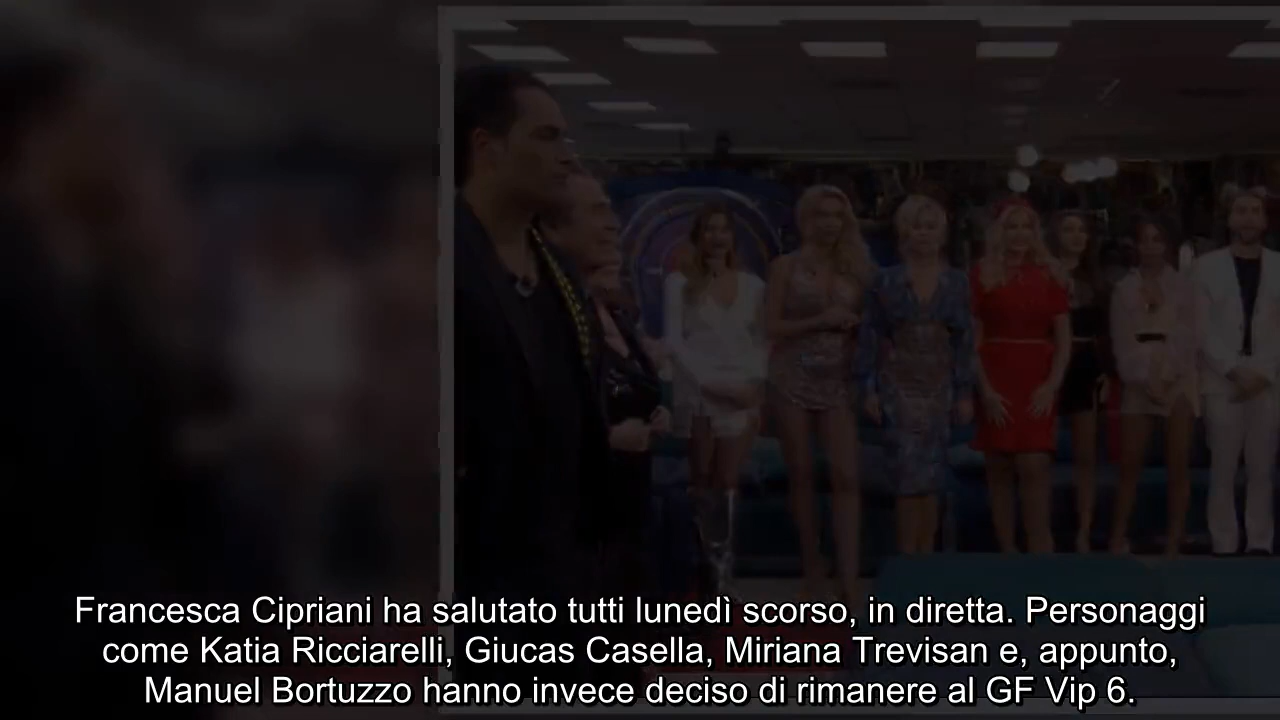 Francesca Cipriani ha salutato tutti lunedì scorso, in diretta. Personaggi
come Katia Ricciarelli, Giucas Casella, Miriana Trevisan e, appunto,
Manuel Bortuzzo hanno invece deciso di rimanere al GF Vip 6.